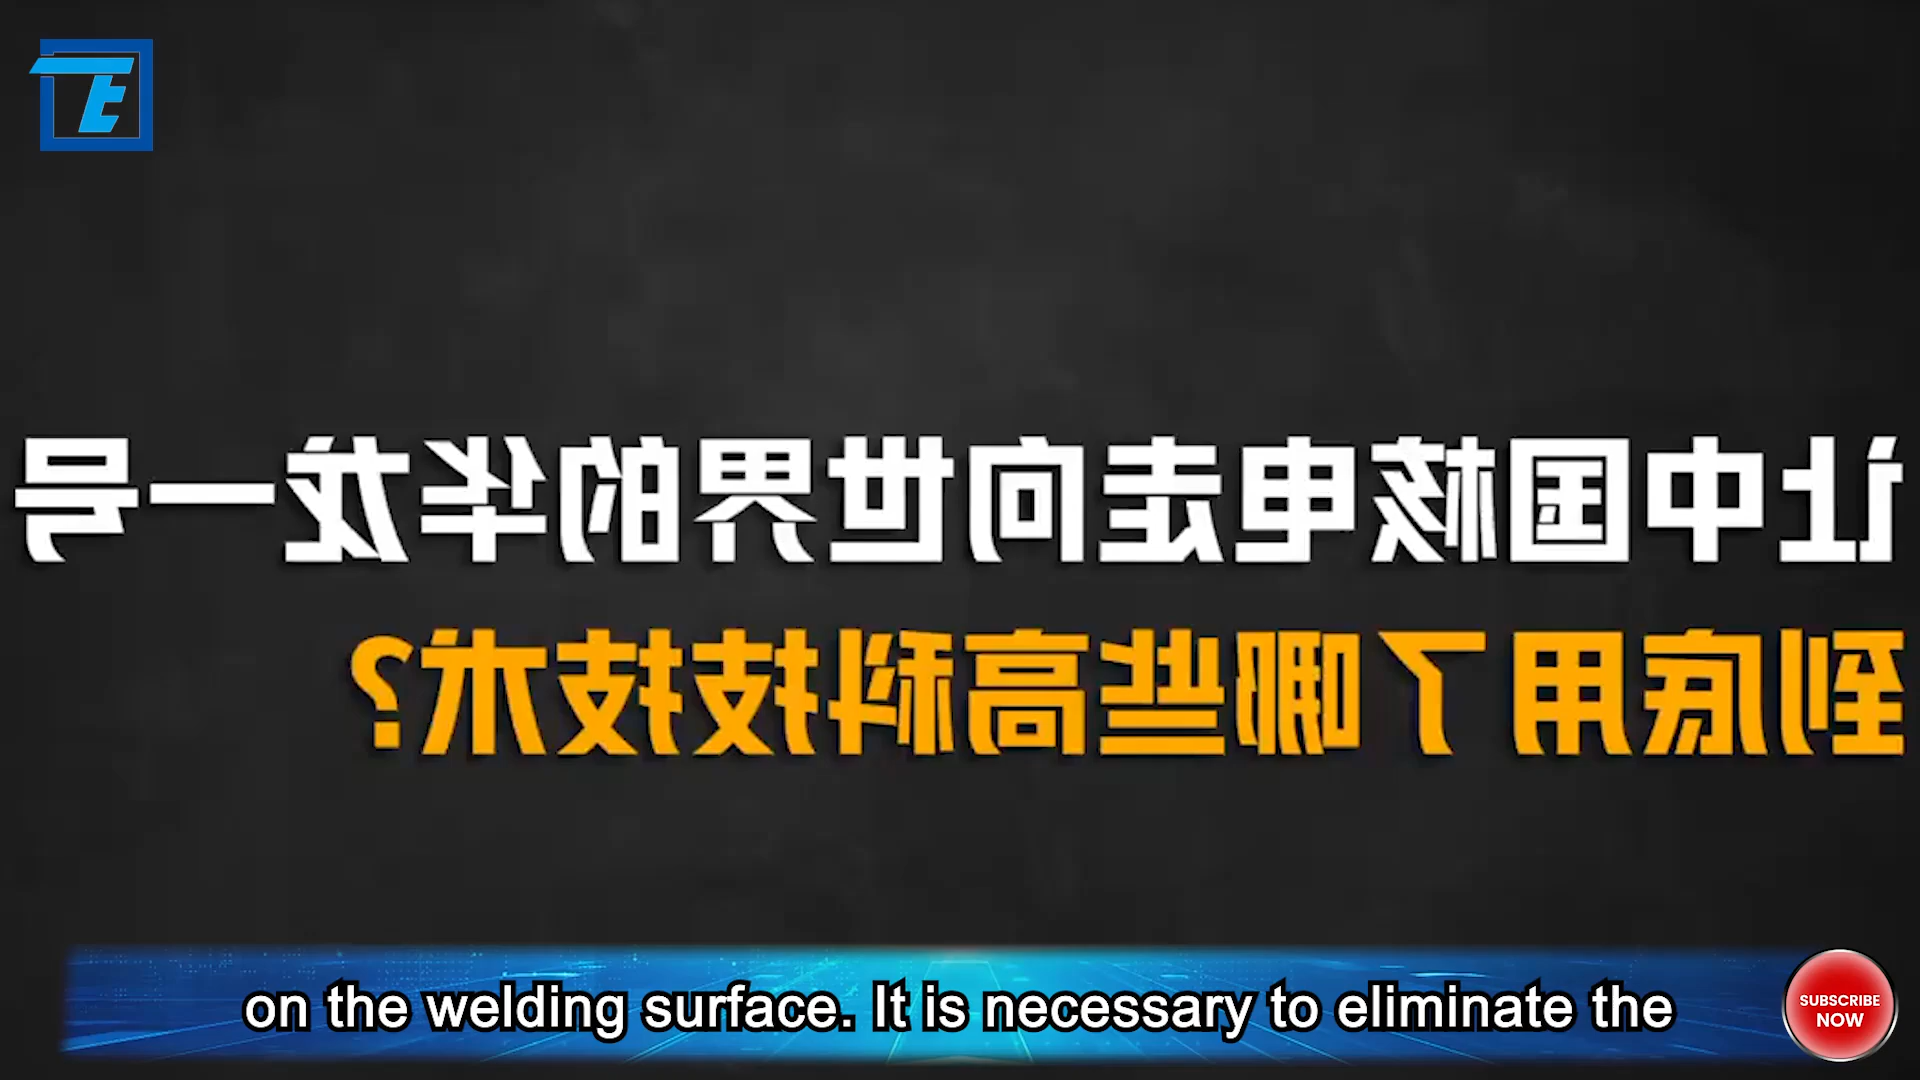 TE
让中国核电走向世界的华龙一号
到底用了哪些高科技技术?
on the welding surface. It is necessary to eliminate the
SUBSCRIBE
NOW